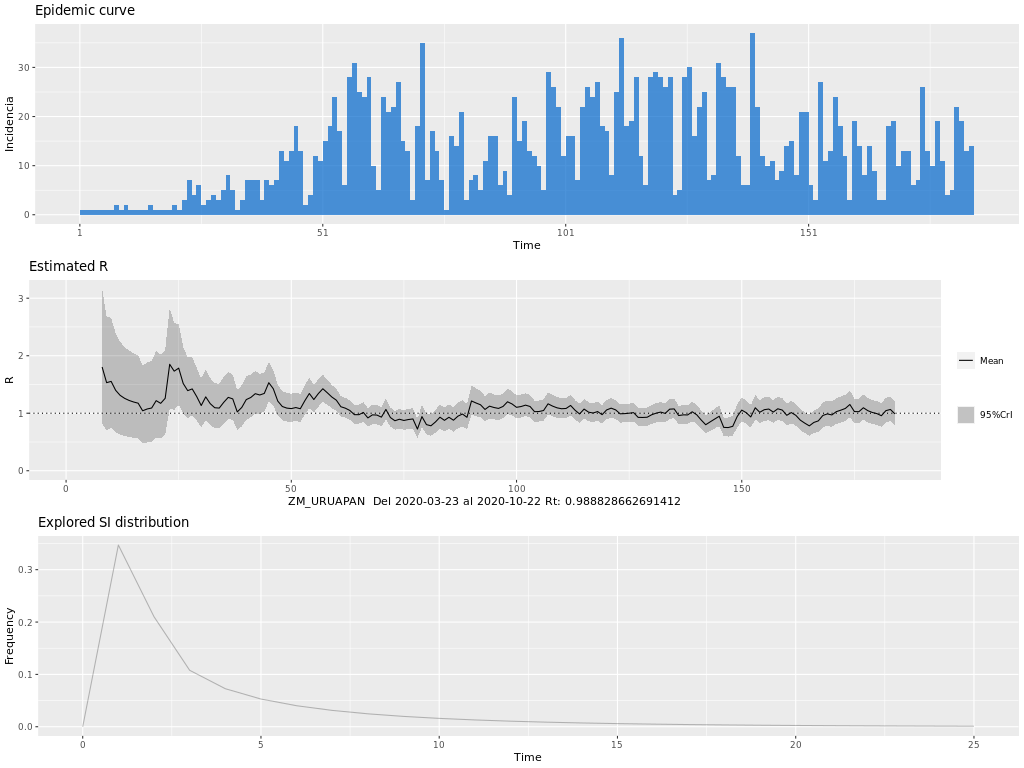 Epidemic curve
Incidencia
30
20
10
0
1
51
101
151
Time
Estimated R
R
3
2
1
0
0
50
100
150
Mean
95%CrI
ZM_URUAPAN  Del 2020-03-23 al 2020-10-22 Rt: 0.988828662691412
Explored SI distribution
Frequency
0.3
0.2
0.1
0.0
0
5
10
15
20
25
Time